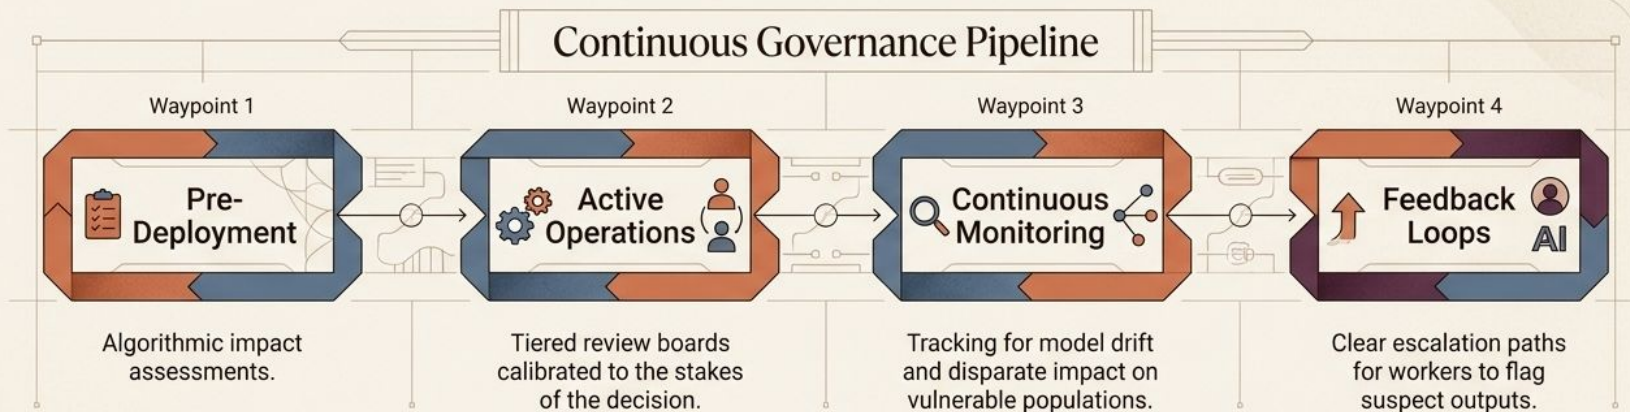 Continuous Governance Pipeline
Waypoint 1
Pre-
Deployment
Algorithmic impact
assessments.
Waypoint 2
Active
Operations
Tiered review boards
calibrated to the stakes
of the decision.
Waypoint 3
Continuous
Monitoring
Tracking for model drift
and disparate impact on
vulnerable populations.
Waypoint 4
Feedback
Loops
AI
Clear escalation paths
for workers to flag
suspect outputs.